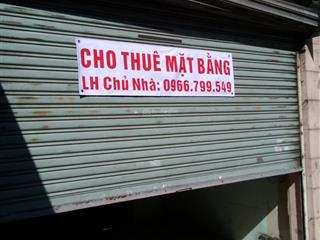 CHO THUÊ MẶT BẰNG
LH Chủ Nhà: 0966.799.549